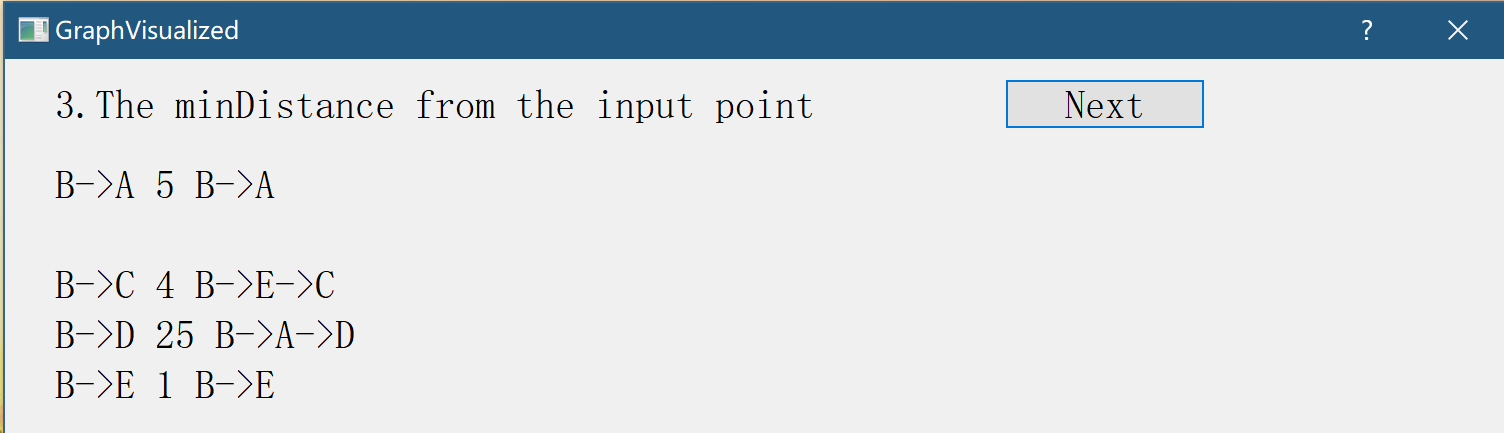 GraphVisualized ?
3.The minDistance from the input point Next
B->A 5 B->A
B->C 4 B->E->C
B->D 25 B->A->D
B->E 1 B->E